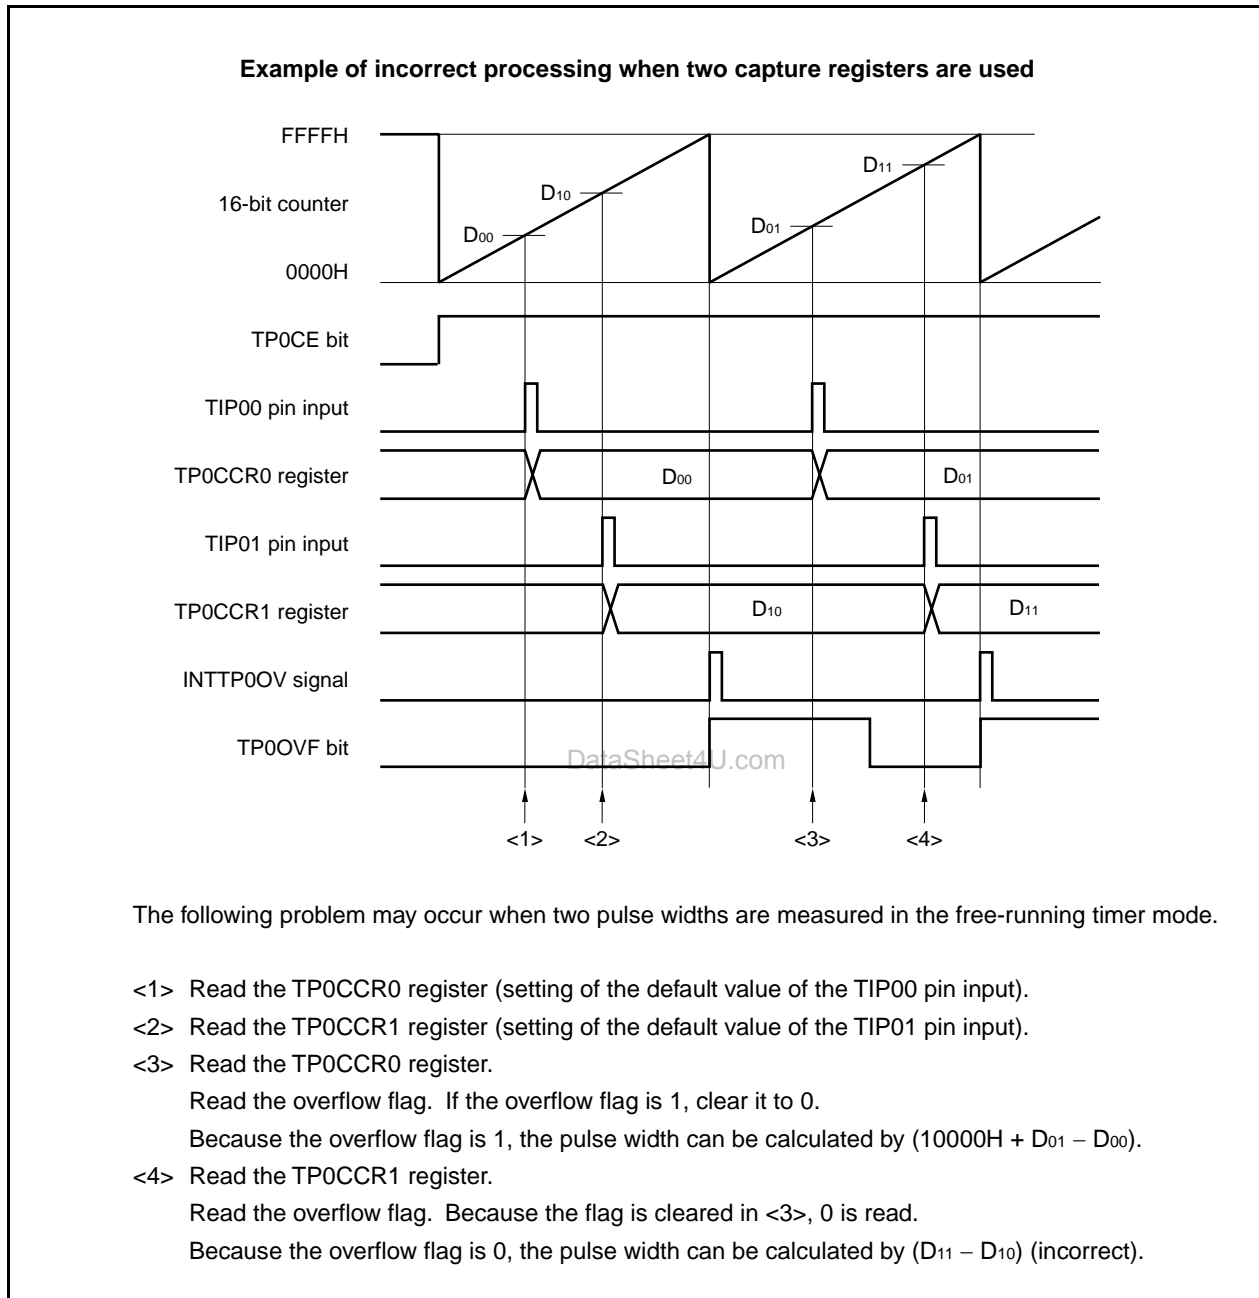 Example of incorrect processing when two capture registers are used
FFFFH
16-bit counter
0000H
D00
D10
D01
D11
TP0CE bit
TIP00 pin input
TP0CCR0 register
D00
D01
TIP01 pin input
TP0CCR1 register
D10
D11
INTTP0OV signal
TP0OVF bit
DataSheet4U.com
<1> <2> <3> <4>
The following problem may occur when two pulse widths are measured in the free-running timer mode.
<1> Read the TP0CCR0 register (setting of the default value of the TIP00 pin input).
<2> Read the TP0CCR1 register (setting of the default value of the TIP01 pin input).
<3> Read the TP0CCR0 register.
Read the overflow flag. If the overflow flag is 1, clear it to 0.
Because the overflow flag is 1, the pulse width can be calculated by (10000H + D01 − D00).
<4> Read the TP0CCR1 register.
Read the overflow flag. Because the flag is cleared in <3>, 0 is read.
Because the overflow flag is 0, the pulse width can be calculated by (D11 − D10) (incorrect).